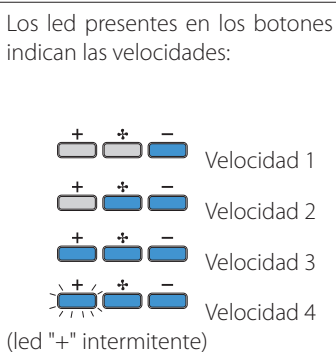 Los led presentes en los botones
indican las velocidades:
+ −
Velocidad 1
+ −
Velocidad 2
+ −
Velocidad 3
+ −
Velocidad 4
(led "+" intermitente)